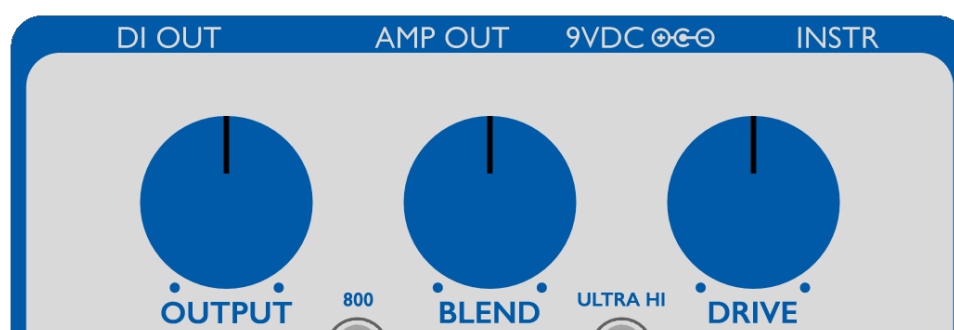 DI OUT AMP OUT 9VDC INSTR
800 ULTRA HI
OUTPUT BLEND DRIVE